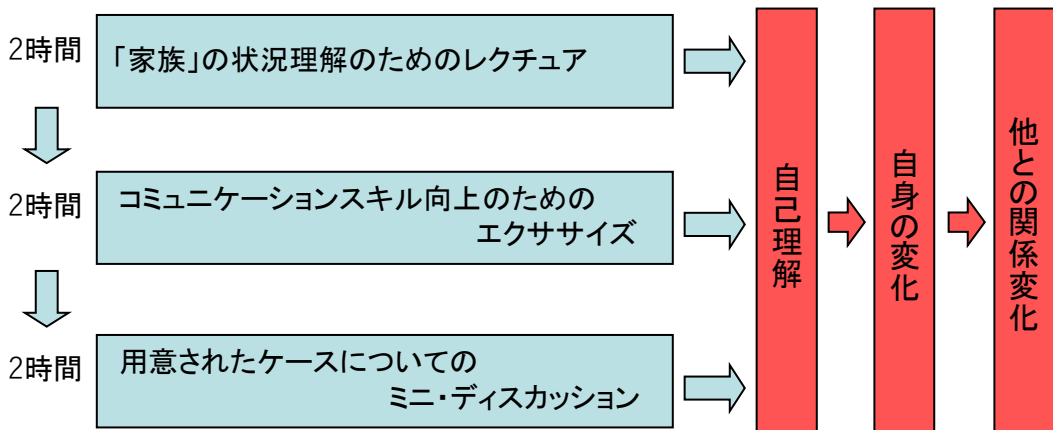 2時間
「家族」の状況理解のためのレクチュア
2時間
コミュニケーションスキル向上のための
エクササイズ
2時間
用意されたケースについての
ミニ・ディスカッション
自己理解
自身の変化
他との関係変化